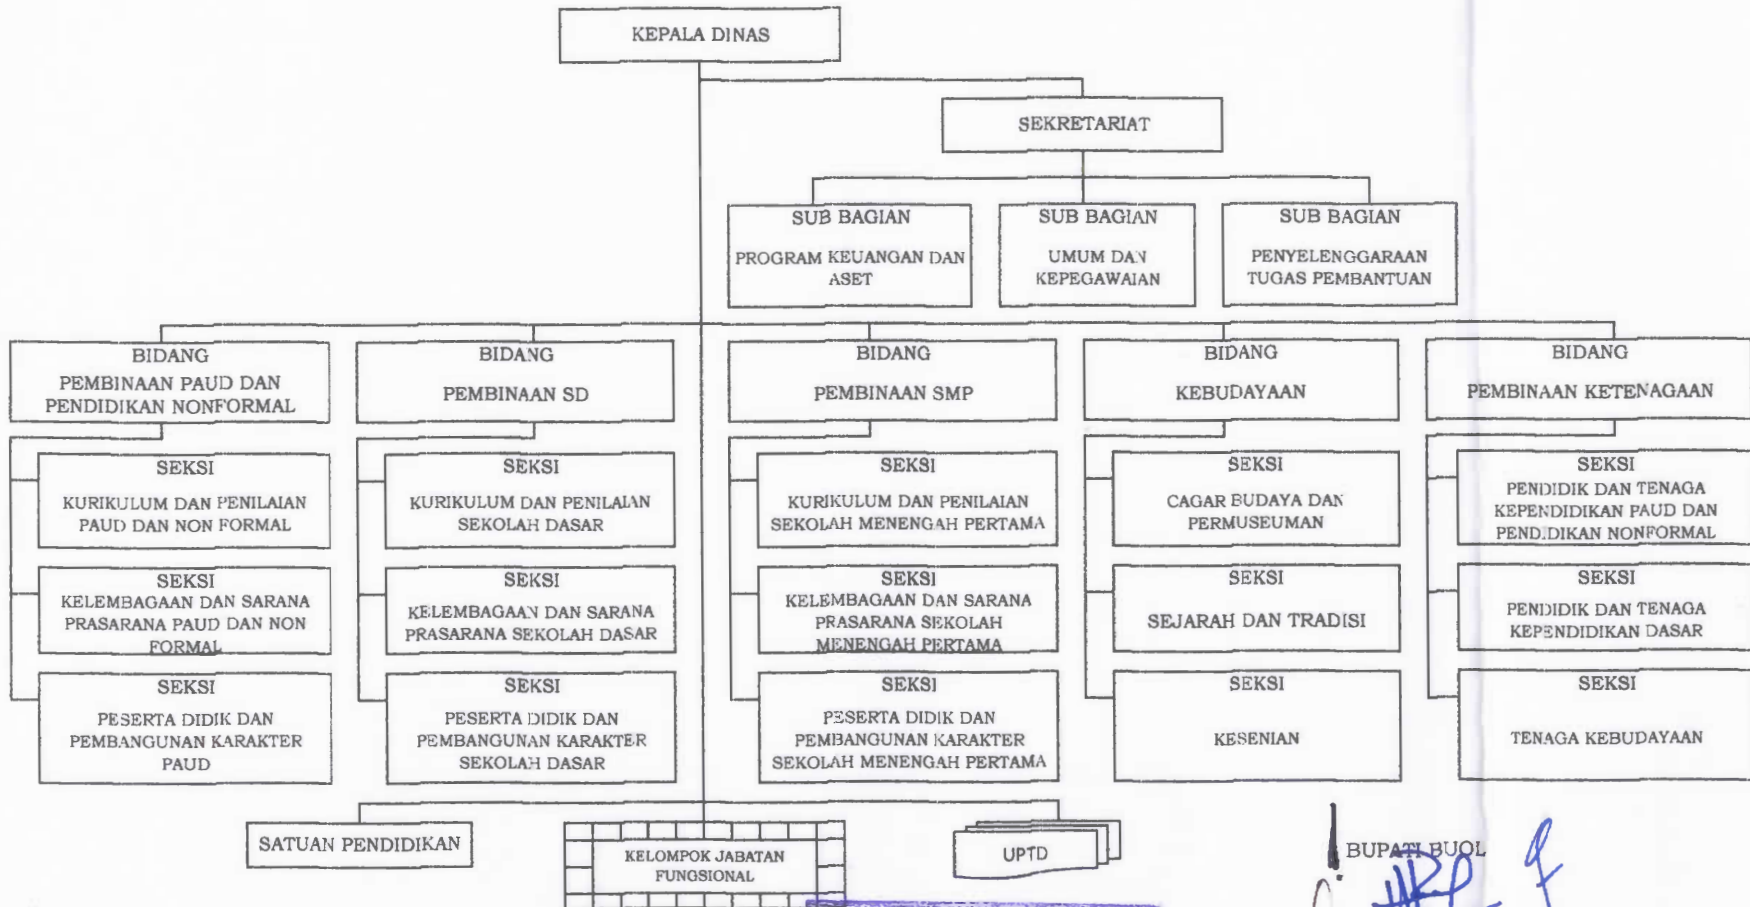 KEPALA DINAS
SEKRETARIAT
SUB BAGIAN
PROGRAM KEUANGAN DAN
ASET
SUB BAGIAN
UMUM DAN
KEPEGAWAIAN
SUB BAGIAN
PENYELENGGARAAN
TUGAS PEMBANTUAN
BIDANG
PEMBINAAN PAUD DAN
PENDIDIKAN NONFORMAL
SEKSI
KURIKULUM DAN PENILAIAN
PAUD DAN NON FORMAL
SEKSI
KELEMBAGAAN DAN SARANA
PRASARANA PAUD DAN NON
FORMAL
SEKSI
PESERTA DIDIK DAN
PEMBANGUNAN KARAKTER
PAUD
BIDANG
PEMBINAAN SD
SEKSI
KURIKULUM DAN PENILAIAN
SEKOLAH DASAR
SEKSI
KELEMBAGAAN DAN SARANA
PRASARANA SEKOLAH DASAR
SEKSI
PESERTA DIDIK DAN
PEMBANGUNAN KARAKTER
SEKOLAH DASAR
BIDANG
PEMBINAAN SMP
SEKSI
KURIKULUM DAN PENILAIAN
SEKOLAH MENENGAH PERTAMA
SEKSI
KELEMBAGAAN DAN SARANA
PRASARANA SEKOLAH
MENENGAH PERTAMA
SEKSI
PESERTA DIDIK DAN
PEMBANGUNAN KARAKTER
SEKOLAH MENENGAH PERTAMA
BIDANG
KEBUDAYAAN
SEKSI
CAGAR BUDAYA DAN
PERMUSEUMAN
SEKSI
SEJARAH DAN TRADISI
SEKSI
KESENIAN
BIDANG
PEMBINAAN KETENAGAAN
SEKSI
PENDIDIK DAN TENAGA
KEPENDIDIKAN PAUD DAN
PENDIDIKAN NONFORMAL
SEKSI
PENDIDIK DAN TENAGA
KEPENDIDIKAN DASAR
SEKSI
TENAGA KEBUDAYAAN
SATUAN PENDIDIKAN
KELOMPOK JABATAN
FUNGSIONAL
UPTD
BUPATI BUOL